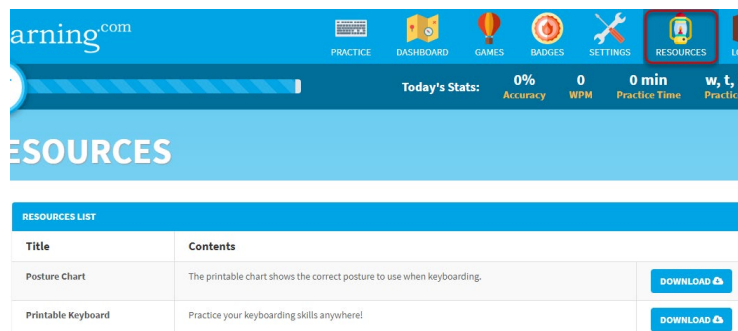 arning.com
PRACTICE DASHBOARD GAMES BADGES SETTINGS RESOURCES
Today's Stats: 0% 0 0 min w, t,
Accuracy WPM Practice Time Practic
ESOURCES
RESOURCES LIST
Title Contents
Posture Chart The printable chart shows the correct posture to use when keyboarding. DOWNLOAD
Printable Keyboard Practice your keyboarding skills anywhere! DOWNLOAD